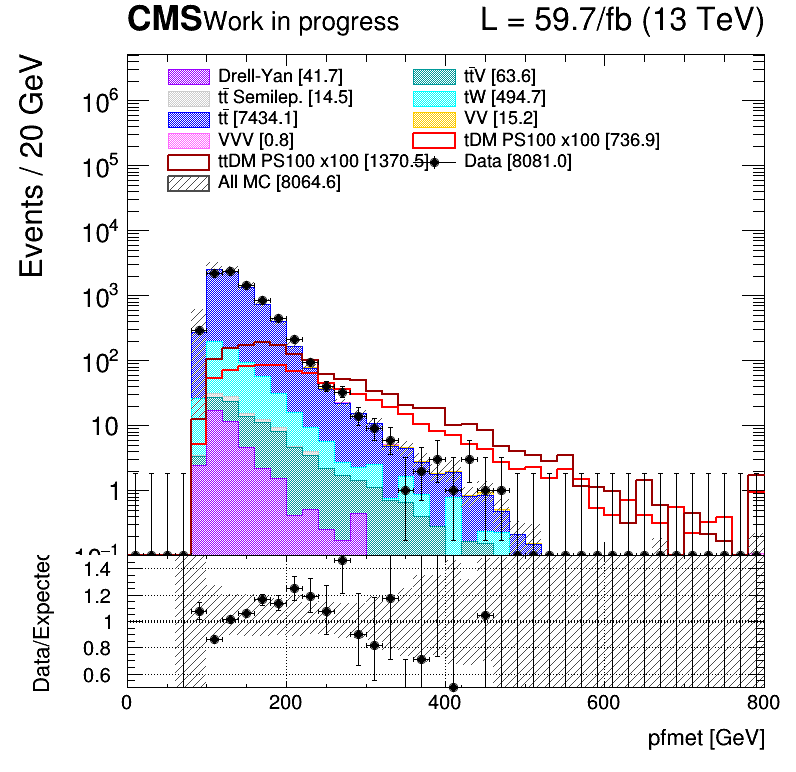 CMS Work in progress L = 59.7/fb (13 TeV)
Events / 20 GeV
Drell-Yan [41.7] tt̄V [63.6]
tt̄ Semilep. [14.5] tW [494.7]
tt̄ [7434.1] VV [15.2]
VVV [0.8] tDM PS100 x100 [736.9]
ttDM PS100 x100 [1370.5] Data [8081.0]
All MC [8064.6]
10⁶
10⁵
10⁴
10³
10²
10
1
10⁻¹
Data/Expected
1.4
1.2
1
0.8
0.6
0 200 400 600 800
pfmet [GeV]